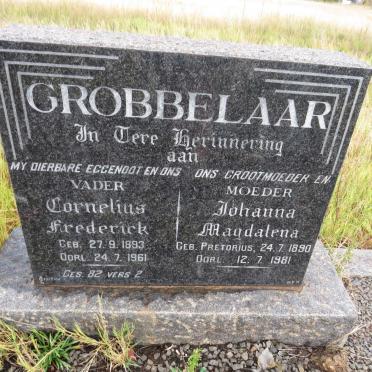 GROBBELAAR
In Tere Herinnering
aan
MY DIERBARE EGGENOOT EN ONS
VADER
Cornelius
Frederick
GEB. 27.9.1893
OORL. 24.7.1961
GES. 82 VERS 2
ONS GROOTMOEDER EN
MOEDER
Johanna
Magdalena
GEB. PRETORIUS, 24.7.1890
OORL. 12.7.1981